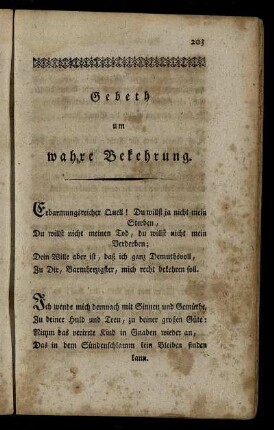 203
Gebeth
um
wahre Bekehrung.
Erbarmungsreicher Quell! Du willst ja nicht mein
Sterben,
Du willst nicht meinen Tod, du willst nicht mein
Verderben;
Dein Wille aber ist, daß ich ganz Demuthsvoll,
Zu Dir, Barmherzigster, mich recht bekehren soll.
Ich wende mich demnach mit Sinnen und Gemüthe,
Zu deiner Huld und Treu, zu deiner großen Güte:
Nimm das verirrte Kind in Gnaden wieder an,
Das in dem Sündenschlamm kein Bleiben finden
kann.